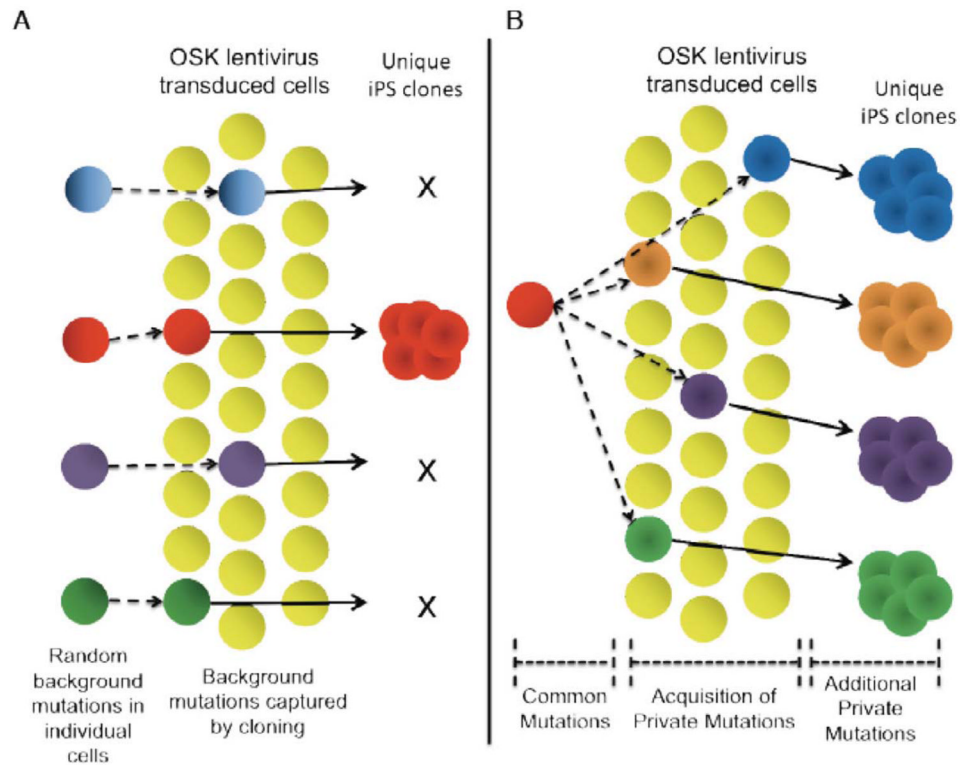 A
OSK lentivirus
transduced cells
Unique
iPS clones
X
X
X
Random
background
mutations in
individual
cells
Background
mutations captured
by cloning
B
OSK lentivirus
transduced cells
Unique
iPS clones
Common
Mutations
Acquisition of
Private Mutations
Additional
Private
Mutations